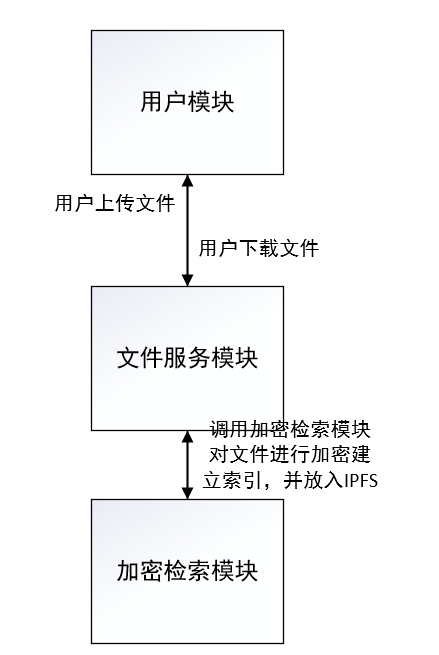 用户模块
用户上传文件
用户下载文件
文件服务模块
调用加密检索模块
对文件进行加密建
立索引，并放入IPFS
加密检索模块